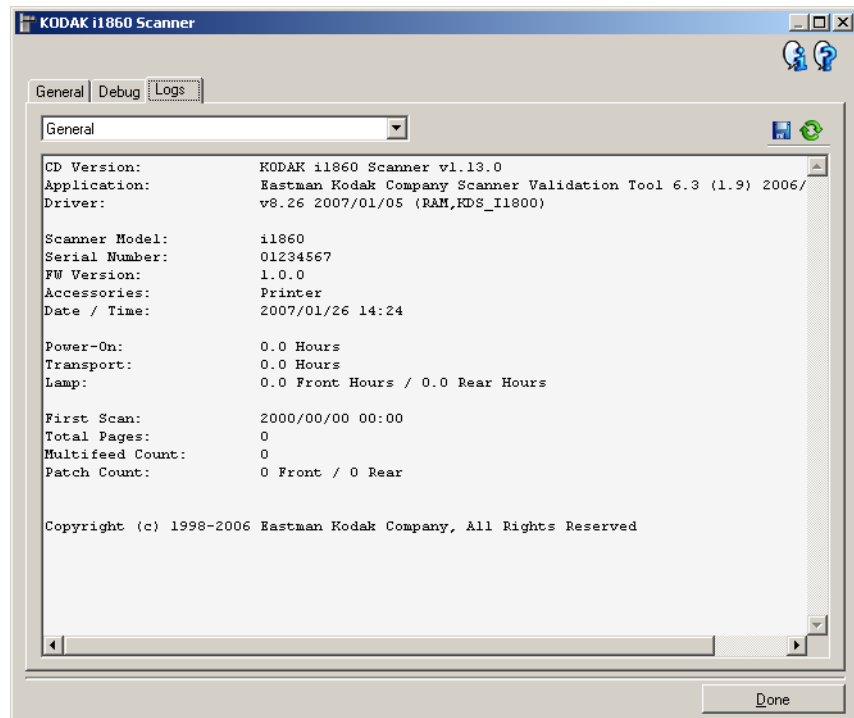 KODAK i1860 Scanner
General Debug Logs
General
CD Version: KODAK i1860 Scanner v1.13.0
Application: Eastman Kodak Company Scanner Validation Tool 6.3 (1.9) 2006/
Driver: v8.26 2007/01/05 (RAM,KDS_I1800)
Scanner Model: i1860
Serial Number: 01234567
FW Version: 1.0.0
Accessories: Printer
Date / Time: 2007/01/26 14:24
Power-On: 0.0 Hours
Transport: 0.0 Hours
Lamp: 0.0 Front Hours / 0.0 Rear Hours
First Scan: 2000/00/00 00:00
Total Pages: 0
Multifeed Count: 0
Patch Count: 0 Front / 0 Rear
Copyright (c) 1998-2006 Eastman Kodak Company, All Rights Reserved
Done